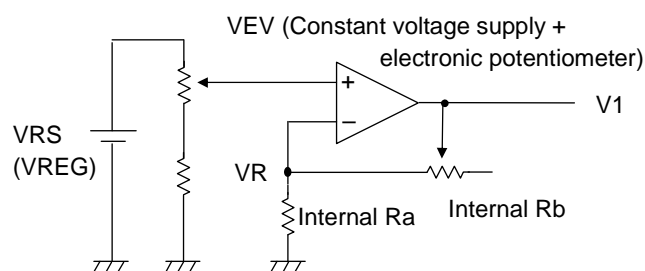 VEV (Constant voltage supply +
electronic potentiometer)
+
V1
VRS
(VREG)
−
VR
Internal Ra
Internal Rb